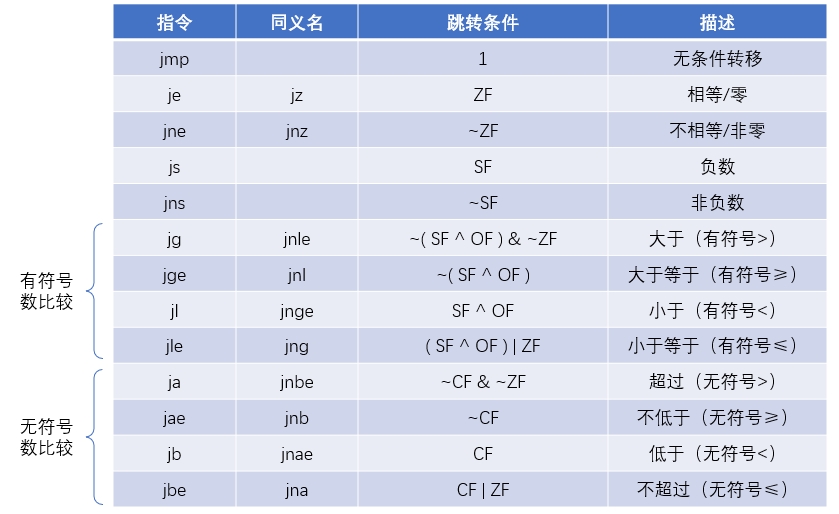 指令 同义名 跳转条件 描述
jmp 1 无条件转移
je jz ZF 相等/零
jne jnz ~ZF 不相等/非零
js SF 负数
jns ~SF 非负数
有符号
数比较
jg jnle ~( SF ^ OF ) & ~ZF 大于（有符号>）
jge jnl ~( SF ^ OF ) 大于等于（有符号≥）
jl jnge SF ^ OF 小于（有符号<）
jle jng ( SF ^ OF ) | ZF 小于等于（有符号≤）
无符号
数比较
ja jnbe ~CF & ~ZF 超过（无符号>）
jae jnb ~CF 不低于（无符号≥）
jb jnae CF 低于（无符号<）
jbe jna CF | ZF 不超过（无符号≤）